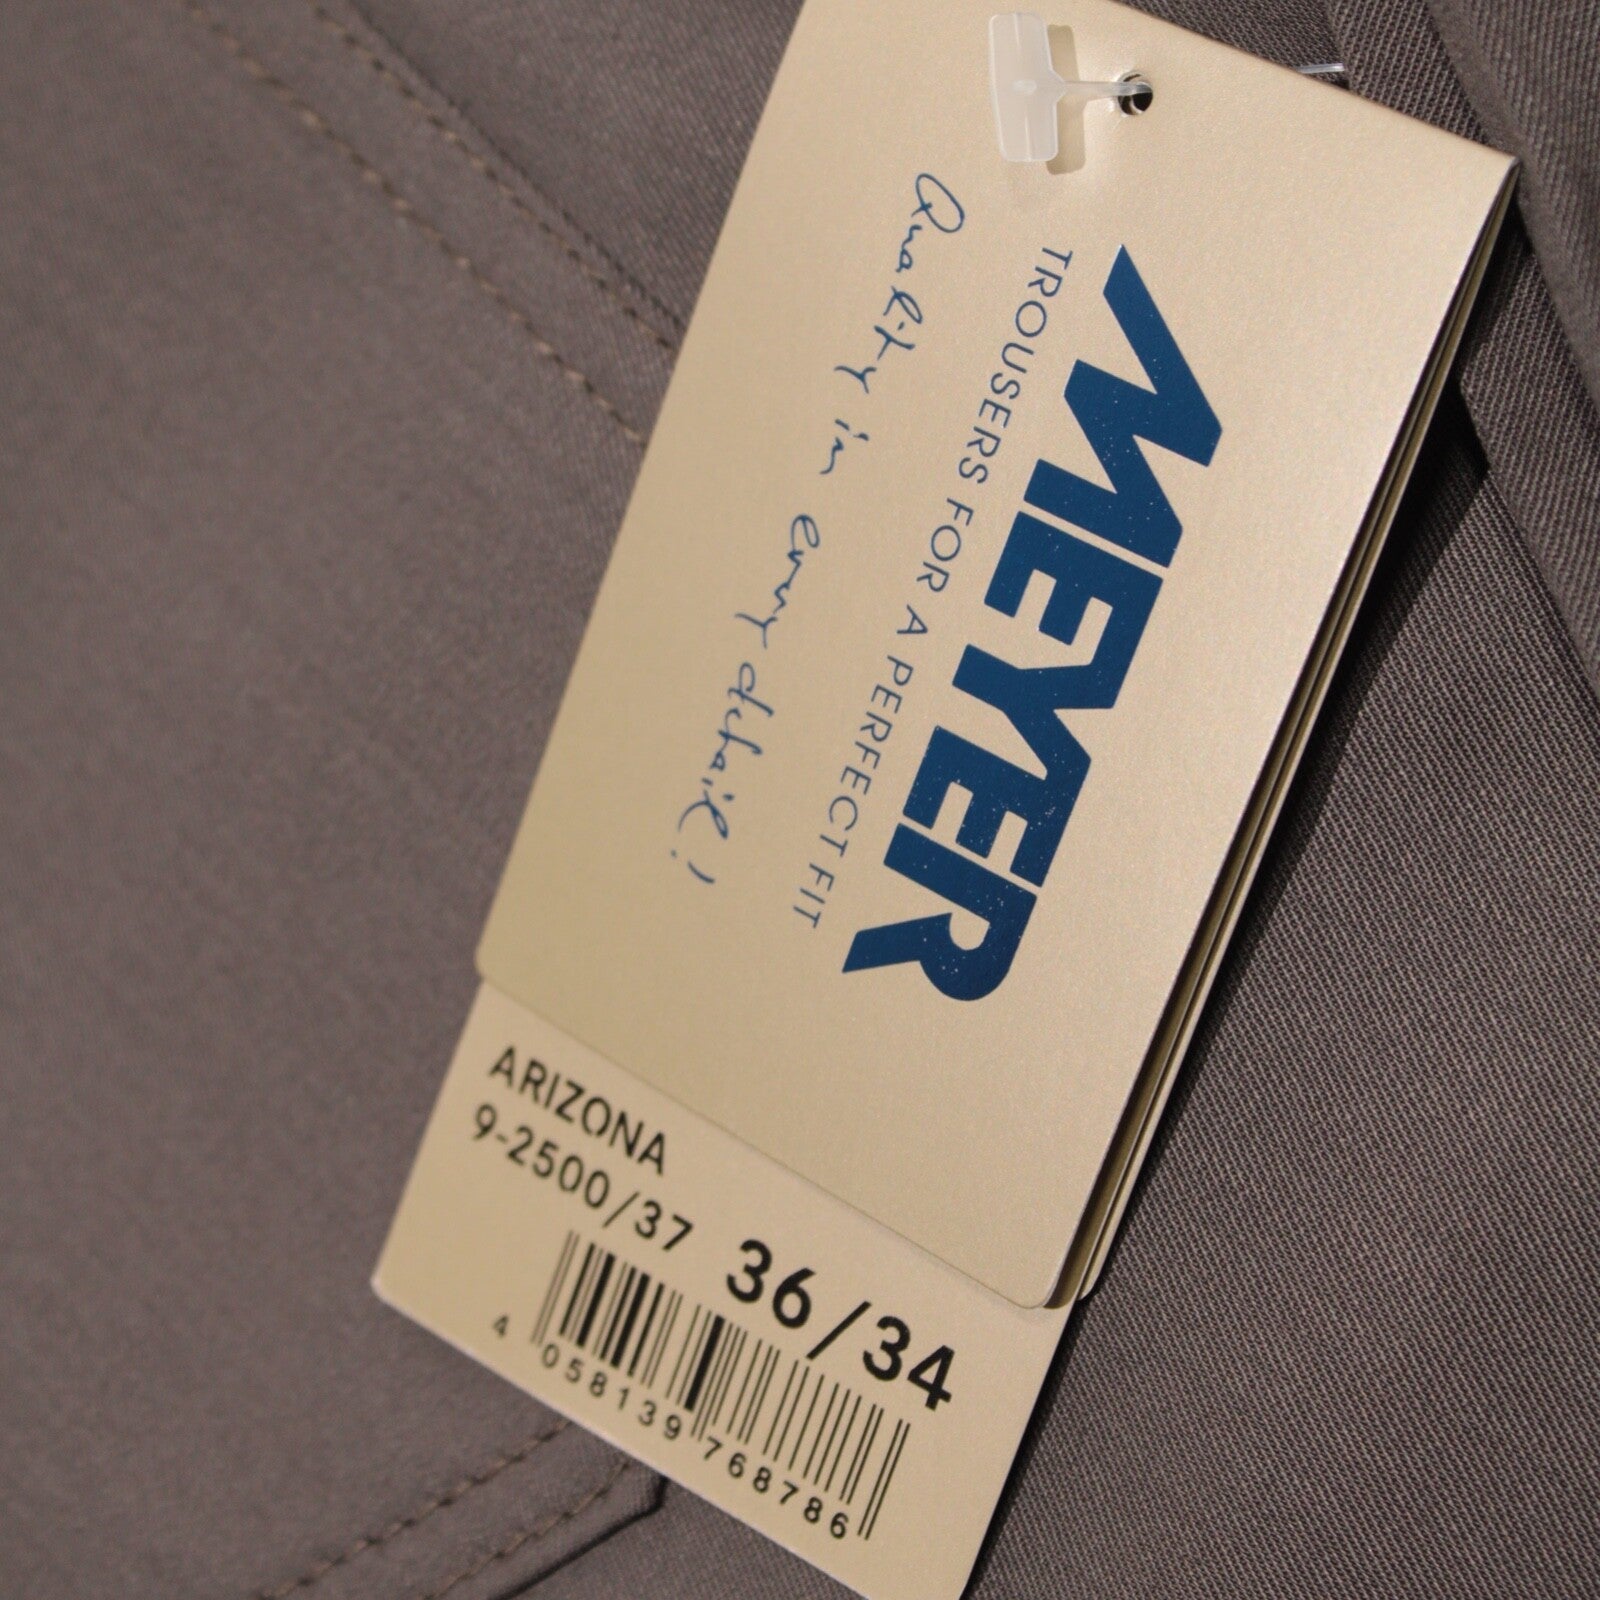 MEYER
TROUSERS FOR A PERFECT FIT
Quality in every detail!
ARIZONA
9-2500/37
36/34
4 058139 768786